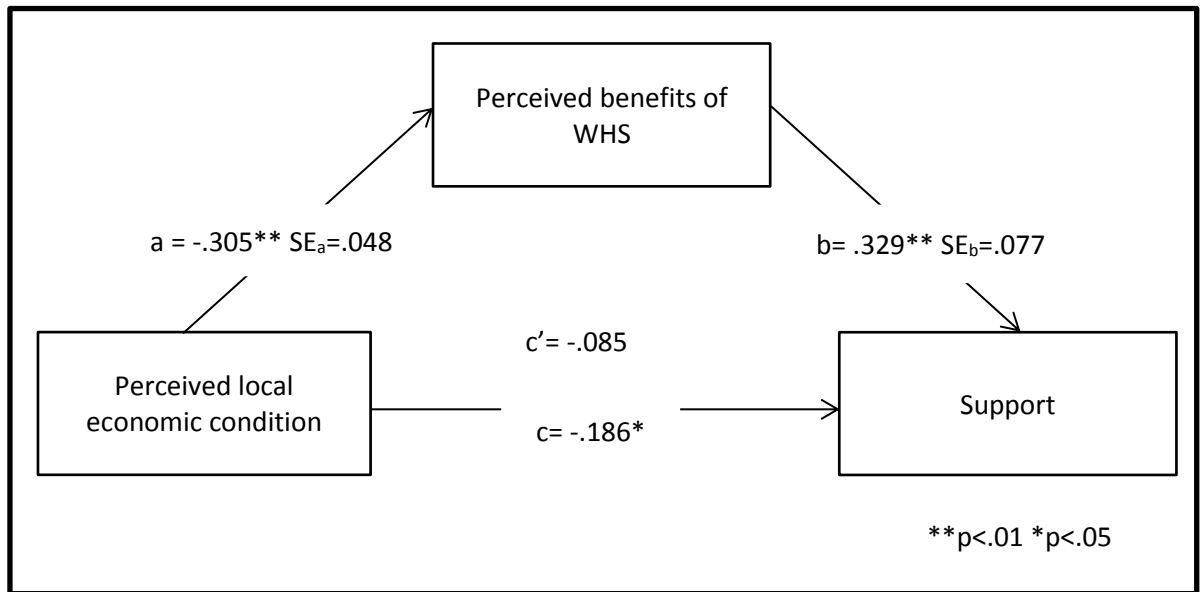 Perceived benefits of
WHS
a = -.305** SEa=.048
b= .329** SEb=.077
c’= -.085
Perceived local
economic condition
Support
c= -.186*
**p<.01 *p<.05